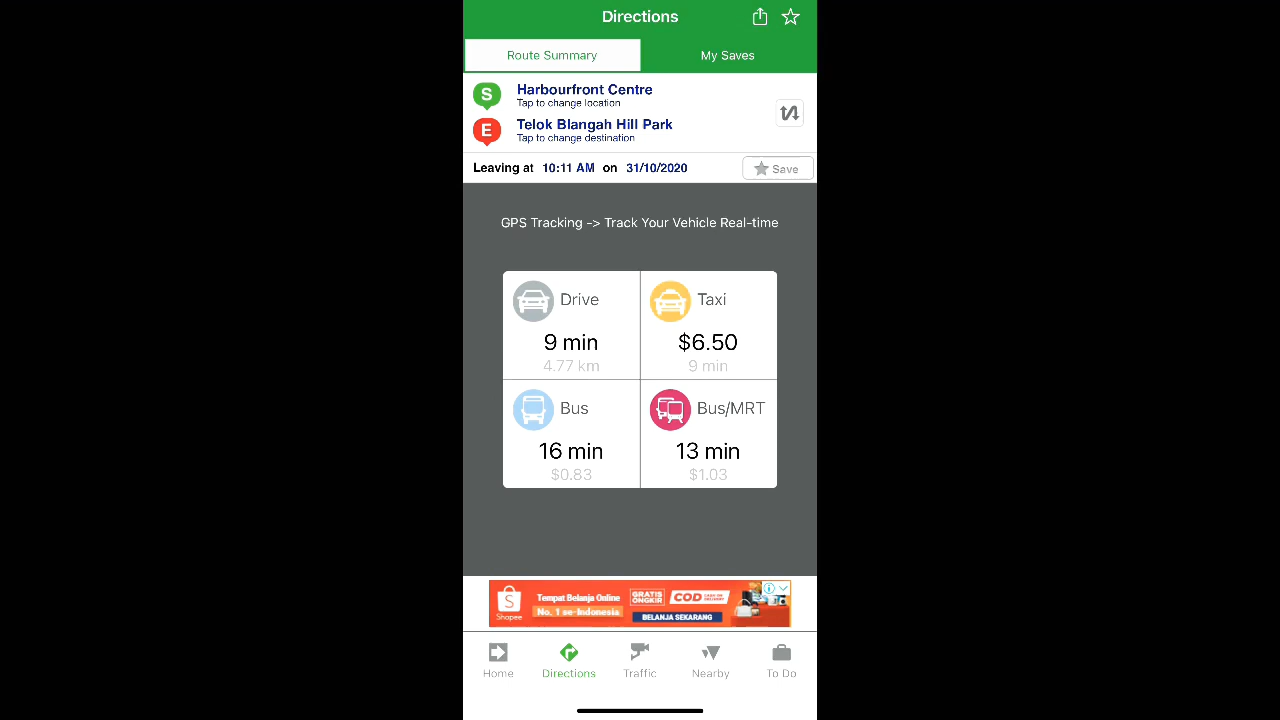 Directions
Route Summary
My Saves
S
Harbourfront Centre
Tap to change location
E
Telok Blangah Hill Park
Tap to change destination
Leaving at 10:11 AM on 31/10/2020
Save
GPS Tracking -> Track Your Vehicle Real-time
Drive
9 min
4.77 km
Taxi
$6.50
9 min
Bus
16 min
$0.83
Bus/MRT
13 min
$1.03
S
Shopee
Tempat Belanja Online
No. 1 se-Indonesia
GRATIS
ONGKIR
COD CASH ON
DELIVERY
BELANJA SEKARANG
Home
Directions
Traffic
Nearby
To Do